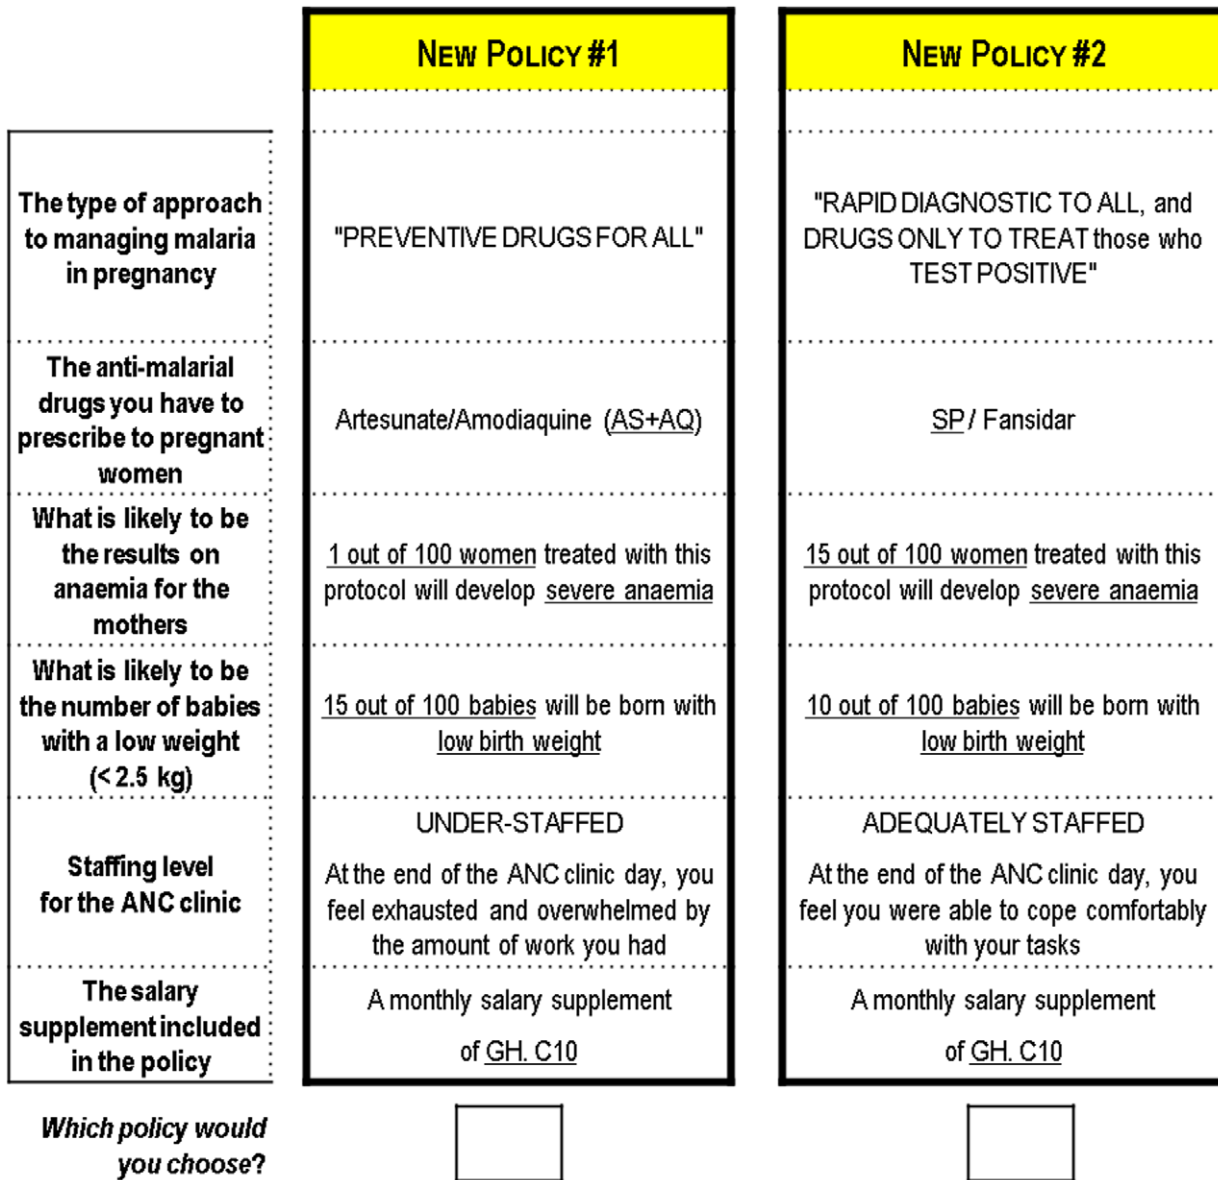 NEW POLICY #1
NEW POLICY #2
The type of approach
to managing malaria
in pregnancy
"PREVENTIVE DRUGS FOR ALL"
"RAPID DIAGNOSTIC TO ALL, and
DRUGS ONLY TO TREAT those who
TEST POSITIVE"
The anti-malarial
drugs you have to
prescribe to pregnant
women
Artesunate/Amodiaquine (AS+AQ)
SP / Fansidar
What is likely to be
the results on
anaemia for the
mothers
1 out of 100 women treated with this
protocol will develop severe anaemia
15 out of 100 women treated with this
protocol will develop severe anaemia
What is likely to be
the number of babies
with a low weight
(< 2.5 kg)
15 out of 100 babies will be born with
low birth weight
10 out of 100 babies will be born with
low birth weight
Staffing level
for the ANC clinic
UNDER-STAFFED
At the end of the ANC clinic day, you
feel exhausted and overwhelmed by
the amount of work you had
ADEQUATELY STAFFED
At the end of the ANC clinic day, you
feel you were able to cope comfortably
with your tasks
The salary
supplement included
in the policy
A monthly salary supplement
of GH. C10
A monthly salary supplement
of GH. C10
Which policy would
you choose?